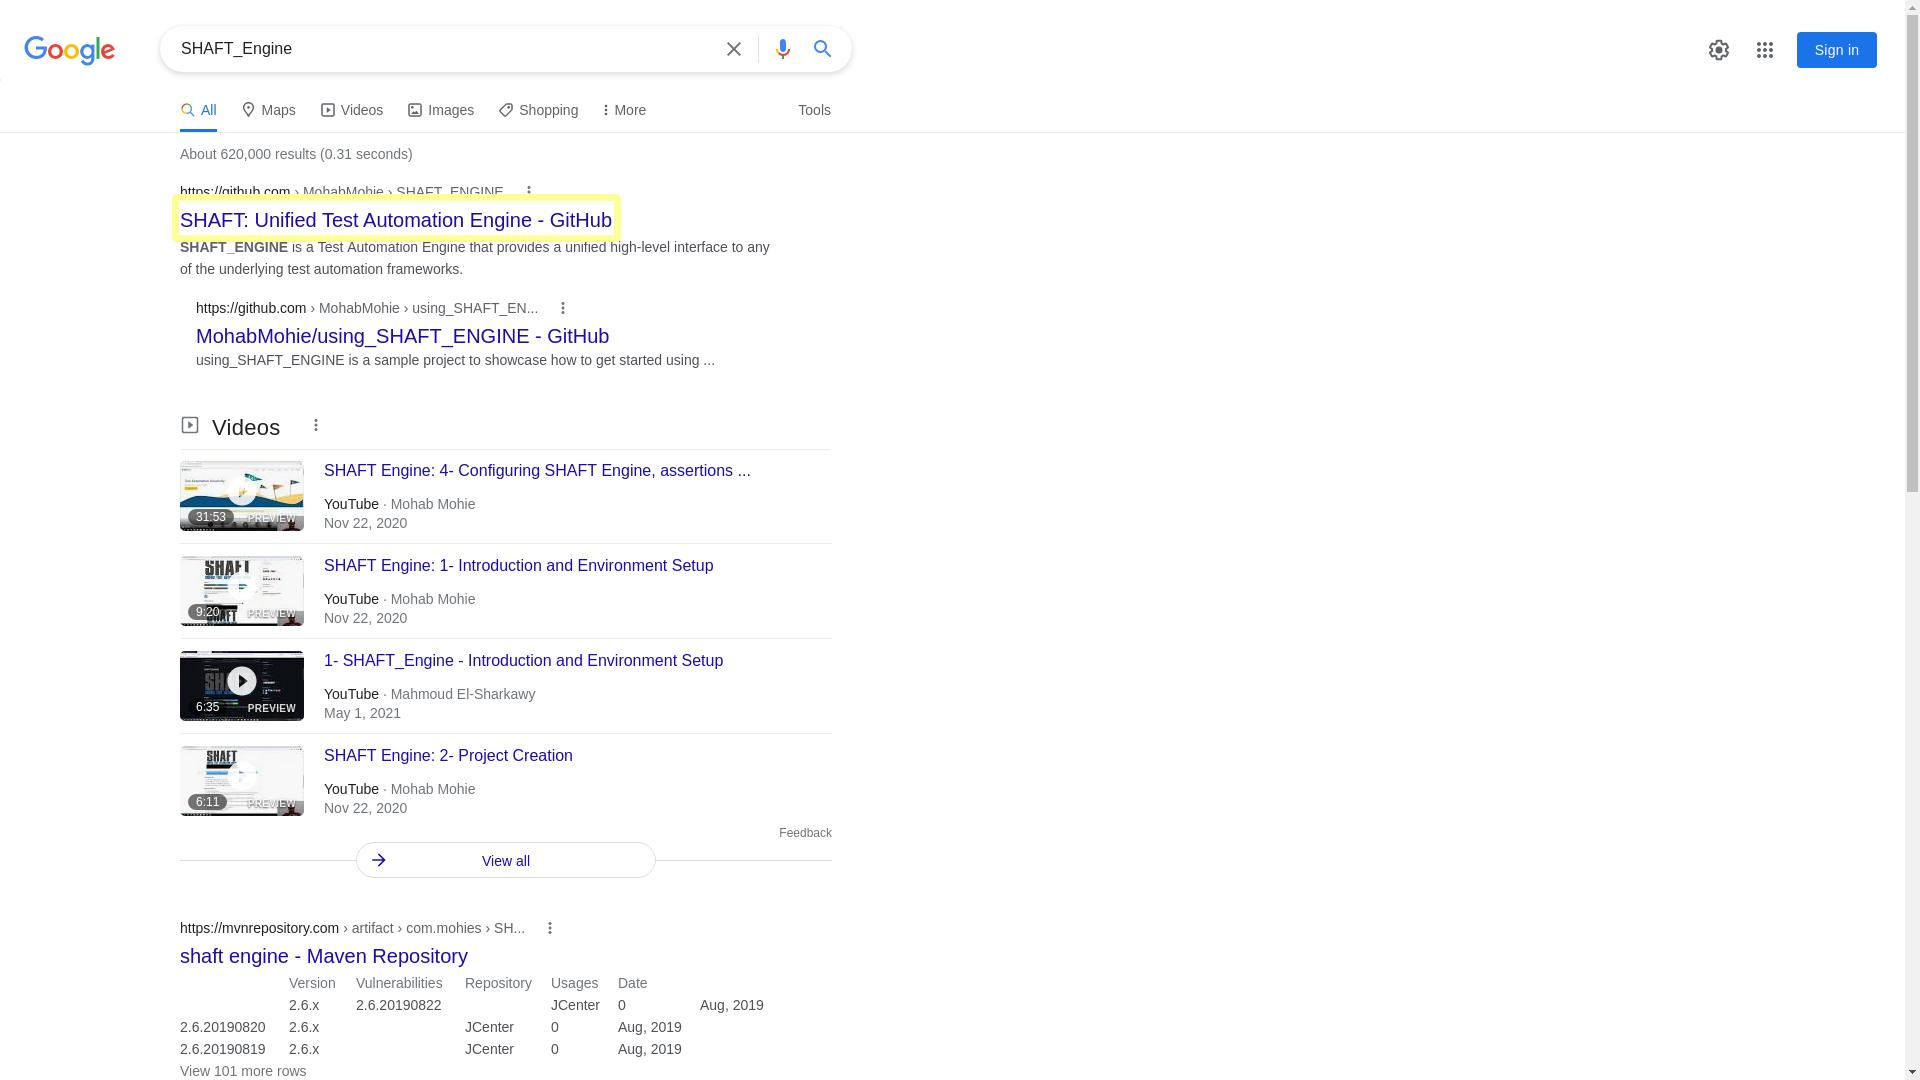 Google
SHAFT_Engine
Sign in
All
Maps
Videos
Images
Shopping
More
Tools
About 620,000 results (0.31 seconds)
https://github.com › MohabMohie › SHAFT_ENGINE
SHAFT: Unified Test Automation Engine - GitHub
SHAFT_ENGINE is a Test Automation Engine that provides a unified high-level interface to any
of the underlying test automation frameworks.
https://github.com › MohabMohie › using_SHAFT_EN...
MohabMohie/using_SHAFT_ENGINE - GitHub
using_SHAFT_ENGINE is a sample project to showcase how to get started using ...
Videos
SHAFT Engine: 4- Configuring SHAFT Engine, assertions ...
31:53 PREVIEW
YouTube · Mohab Mohie
Nov 22, 2020
SHAFT
SHAFT Engine: 1- Introduction and Environment Setup
9:20 PREVIEW
SHAFT
YouTube · Mohab Mohie
Nov 22, 2020
1- SHAFT_Engine - Introduction and Environment Setup
SHAFT
6:35 PREVIEW
YouTube · Mahmoud El-Sharkawy
May 1, 2021
SHAFT
SHAFT Engine: 2- Project Creation
6:11 PREVIEW
YouTube · Mohab Mohie
Nov 22, 2020
Feedback
View all
https://mvnrepository.com › artifact › com.mohies › SH...
shaft engine - Maven Repository
Version Vulnerabilities Repository Usages Date
2.6.x 2.6.20190822 JCenter 0 Aug, 2019
2.6.20190820 2.6.x JCenter 0 Aug, 2019
2.6.20190819 2.6.x JCenter 0 Aug, 2019
View 101 more rows